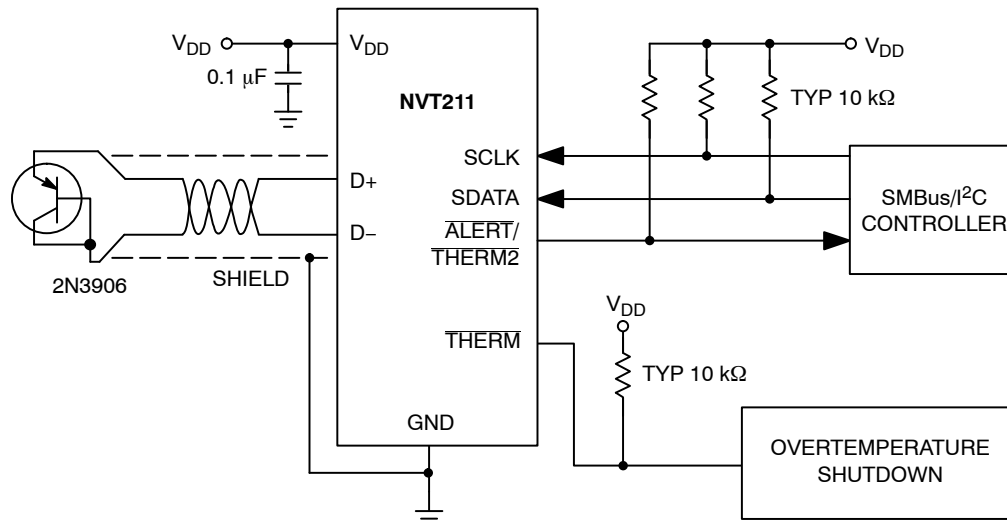 V_DD
0.1 μF
2N3906
SHIELD
V_DD
NVT211
D+
D−
SCLK
SDATA
ALERT/
THERM2
THERM
GND
V_DD
TYP 10 kΩ
SMBus/I²C
CONTROLLER
V_DD
TYP 10 kΩ
OVERTEMPERATURE
SHUTDOWN